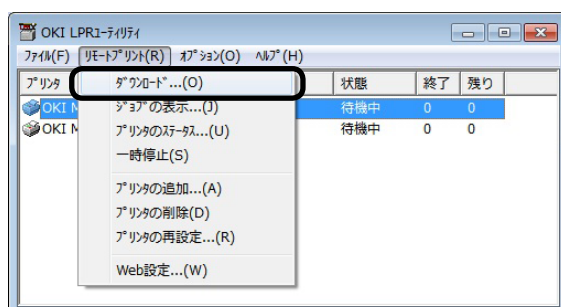 OKI LPRﾕｰﾃｨﾘﾃｨ
ﾌｧｲﾙ(F) ﾘﾓｰﾄﾌﾟﾘﾝﾄ(R) ｵﾌﾟｼｮﾝ(O) ﾍﾙﾌﾟ(H)
ﾌﾟﾘﾝﾀ 状態 終了 残り
OKI 待機中 0 0
OKI 待機中 0 0
ﾀﾞｳﾝﾛｰﾄﾞ...(O)
ｼﾞｮﾌﾞの表示...(J)
ﾌﾟﾘﾝﾀのｽﾃｰﾀｽ...(U)
一時停止(S)
ﾌﾟﾘﾝﾀの追加...(A)
ﾌﾟﾘﾝﾀの削除(D)
ﾌﾟﾘﾝﾀの再設定...(R)
Web設定...(W)